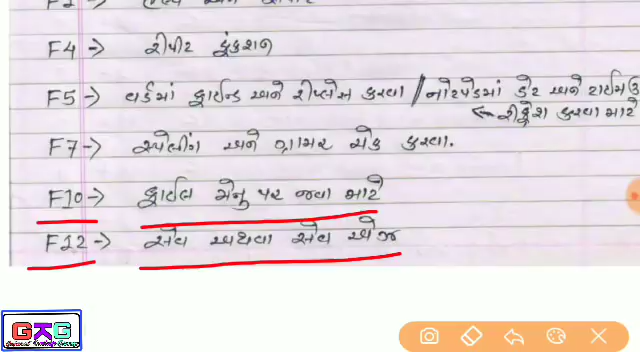 F4 -> રીપીટ ફંકશન
F5 -> વર્ડમાં ફાઈન્ડ અને રીપ્લેસ કરવા / નોટપેડમાં ડેટ અને ટાઈમ
<- રીફ્રેશ કરવા માટે
F7 -> સ્પેલીંગ અને ગ્રામર ચેક કરવા.
F10 -> ફાઈલ મેનુ પર જવા માટે
F12 -> સેવ અથવા સેવ એઝ
GKG